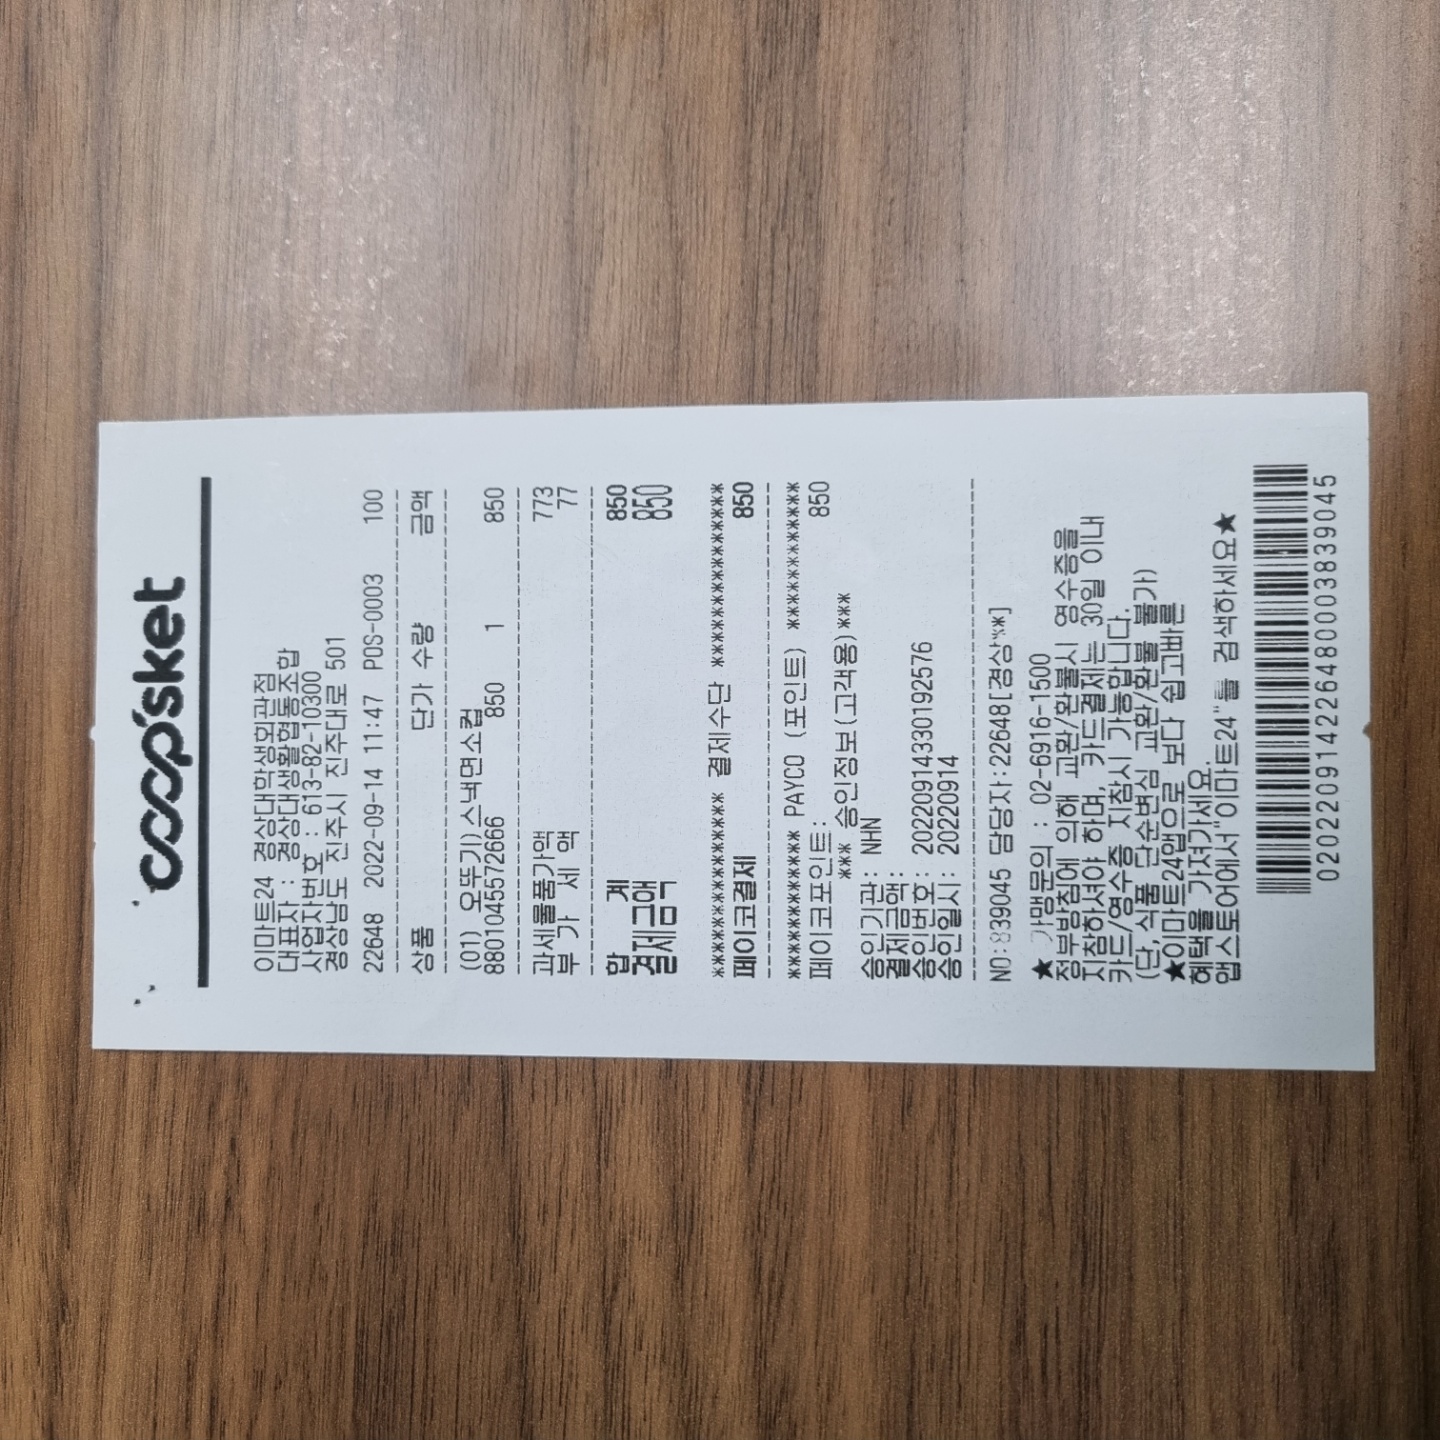 coop'sket
이마트24 경상대학생회관점
대표자 : 경상대생활협동조합
사업자번호 : 613-82-10300
경상남도 진주시 진주대로 501
22648 2022-09-14 11:47 POS-0003 100
상품 단가 수량 금액
(01) 오뚜기)스낵면소컵
8801045572666 850 1 850
과세물품가액 773
부 가 세 액 77
합 계 850
결제금액 850
*************** 결제수단 ***************
페이코결제 850
************ PAYCO (포인트) ************
페이코포인트: 850
*** 승인정보(고객용)***
승인기관: NHN
결제금액:
승인번호: 20220914330192576
승인일시: 20220914
NO:839045 담당자:22648[경상**]
★ 가맹문의 : 02-6916-1500
정부방침에 의해 교환/환불시 영수증을
지참하셔야 하며, 카드결제는 30일 이내
카드/영수증 지참시 가능합니다.
(단,식품 단순변심 교환/환불 불가)
★이마트24앱으로 보다 쉽고빠른
혜택을 가져가세요.
앱스토어에서"이마트24"를 검색하세요★
020220914226480003839045